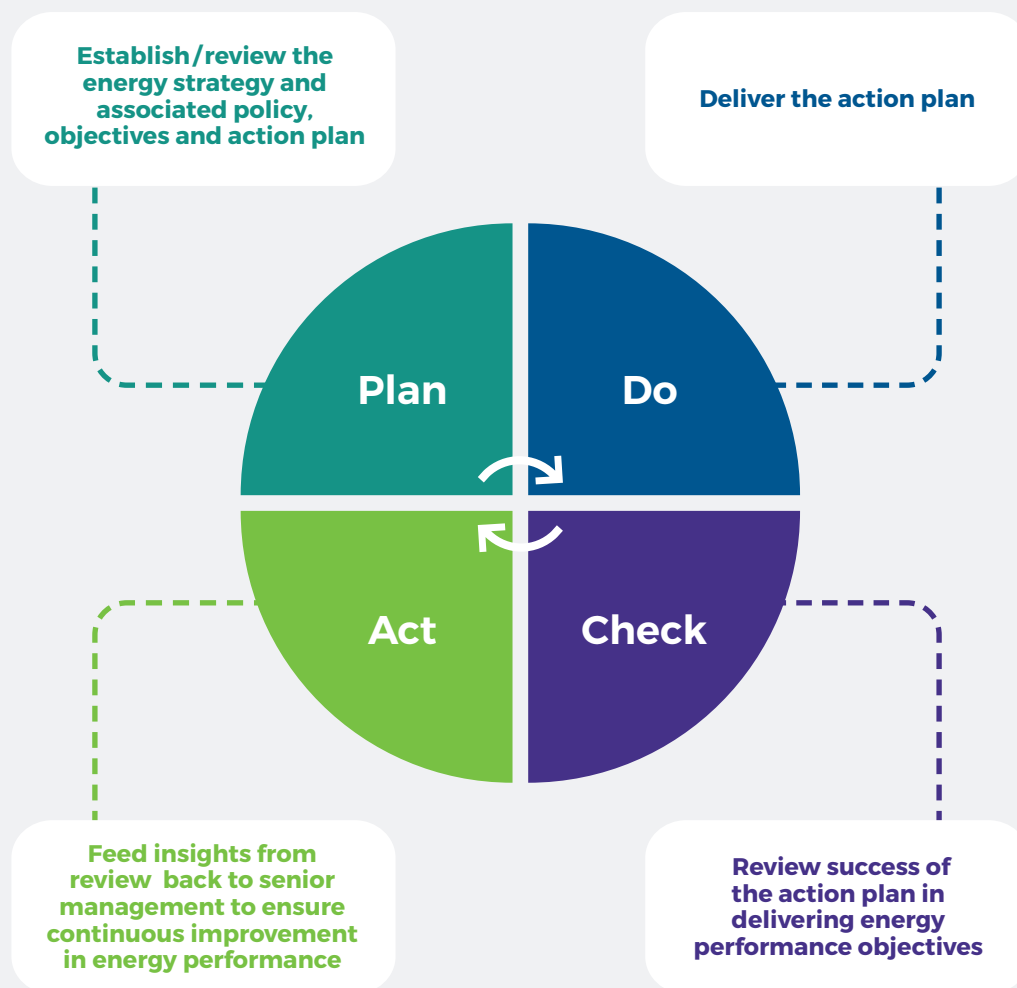 Establish/review the
energy strategy and
associated policy,
objectives and action plan
Deliver the action plan
Plan
Do
Act
Check
Feed insights from
review back to senior
management to ensure
continuous improvement
in energy performance
Review success of
the action plan in
delivering energy
performance objectives